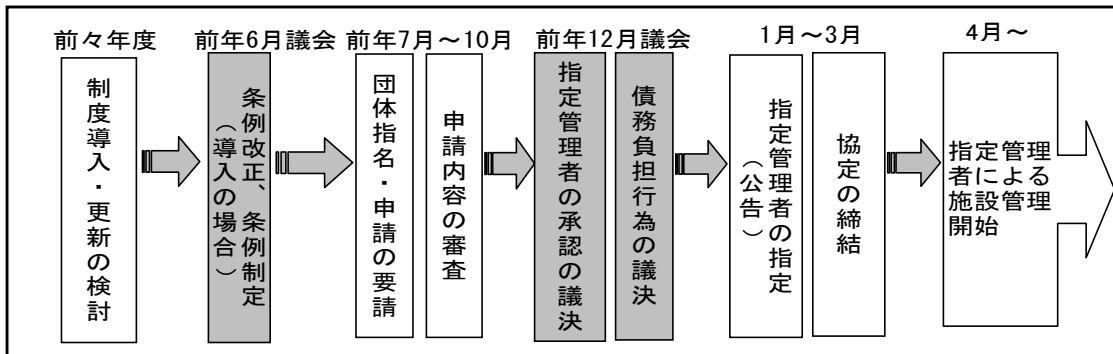 前々年度
制度導入・更新の検討
前年6月議会
条例改正、条例制定
（導入の場合）
前年7月～10月
団体指名・申請の要請
申請内容の審査
前年12月議会
指定管理者の承認の議決
債務負担行為の議決
1月～3月
指定管理者の指定
（公告）
協定の締結
4月～
指定管理
者による
施設管理
開始